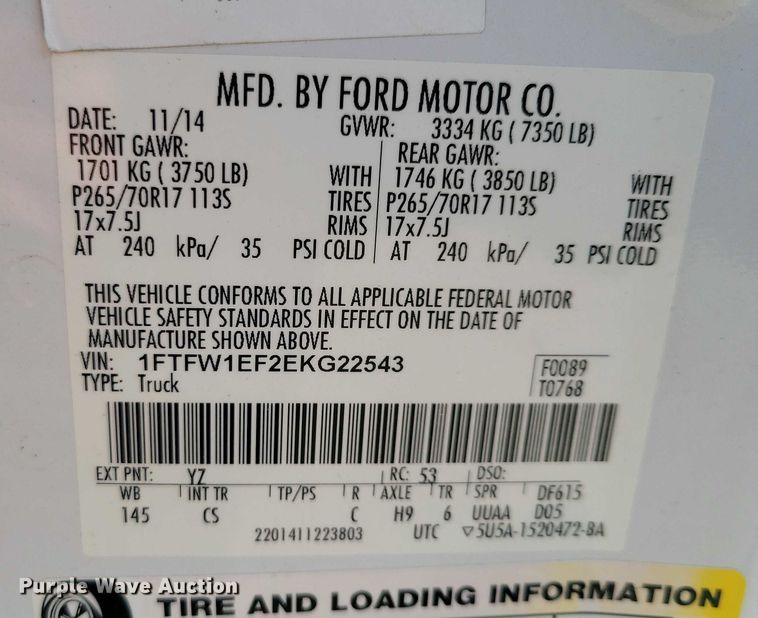 MFD. BY FORD MOTOR CO.
DATE: 11/14 GVWR: 3334 KG ( 7350 LB)
FRONT GAWR: REAR GAWR:
1701 KG ( 3750 LB) WITH 1746 KG ( 3850 LB) WITH
P265/70R17 113S TIRES P265/70R17 113S TIRES
17x7.5J RIMS 17x7.5J RIMS
AT 240 kPa/ 35 PSI COLD AT 240 kPa/ 35 PSI COLD
THIS VEHICLE CONFORMS TO ALL APPLICABLE FEDERAL MOTOR
VEHICLE SAFETY STANDARDS IN EFFECT ON THE DATE OF
MANUFACTURE SHOWN ABOVE.
VIN: 1FTFW1EF2EKG22543 F0089
TYPE: Truck T0768
EXT PNT: YZ RC: 53 DSO:
WB INT TR TP/PS R AXLE TR SPR DF615
145 CS C H9 6 UUAA D05
2201411223803 UTC ▽5U5A-1520472-BA
Purple Wave Auction
TIRE AND LOADING INFORMATION